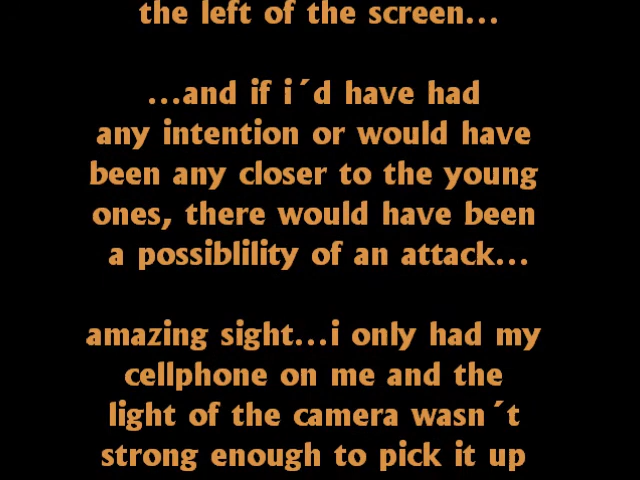 the left of the screen...
...and if i´d have had
any intention or would have
been any closer to the young
ones, there would have been
a possiblility of an attack...
amazing sight...i only had my
cellphone on me and the
light of the camera wasn´t
strong enough to pick it up